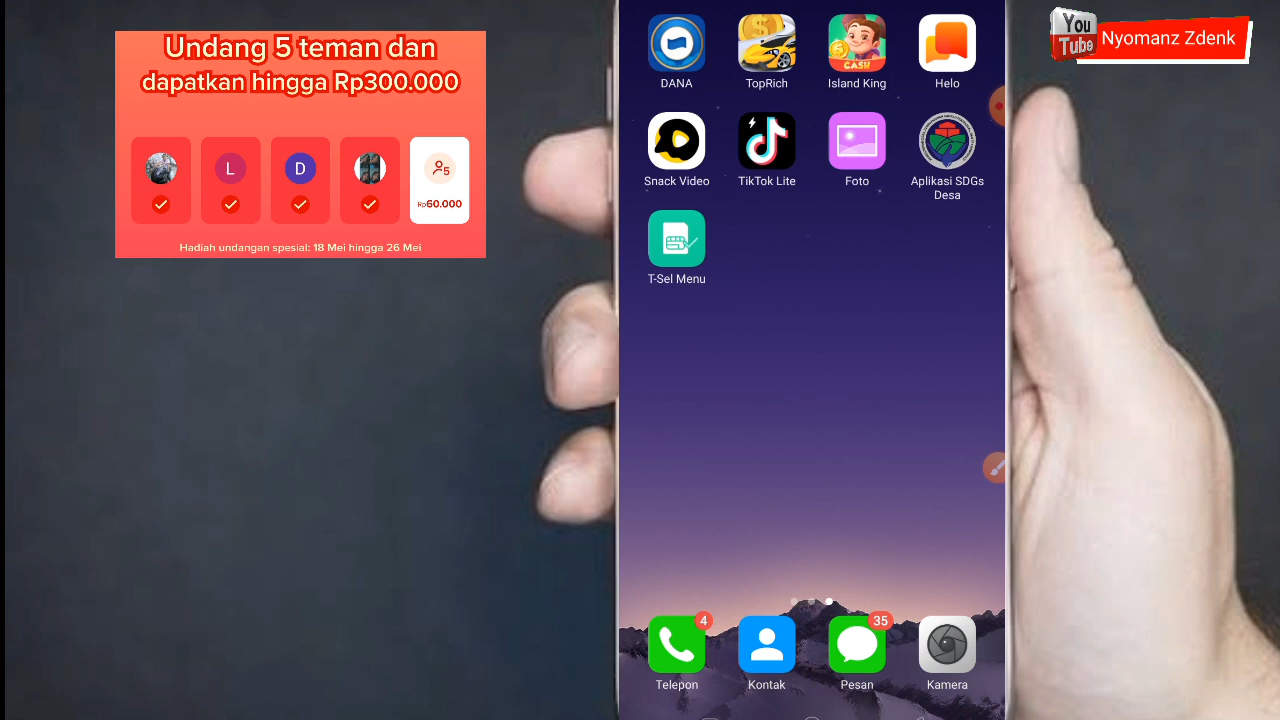 Undang 5 teman dan
dapatkan hingga Rp300.000
L
D
5
Rp60.000
Hadiah undangan spesial: 18 Mei hingga 26 Mei
You
Tube
Nyomanz Zdenk
DANA
TopRich
CASH
Island King
Helo
Snack Video
TikTok Lite
Foto
Aplikasi SDGs
Desa
T-Sel Menu
4
35
Telepon
Kontak
Pesan
Kamera